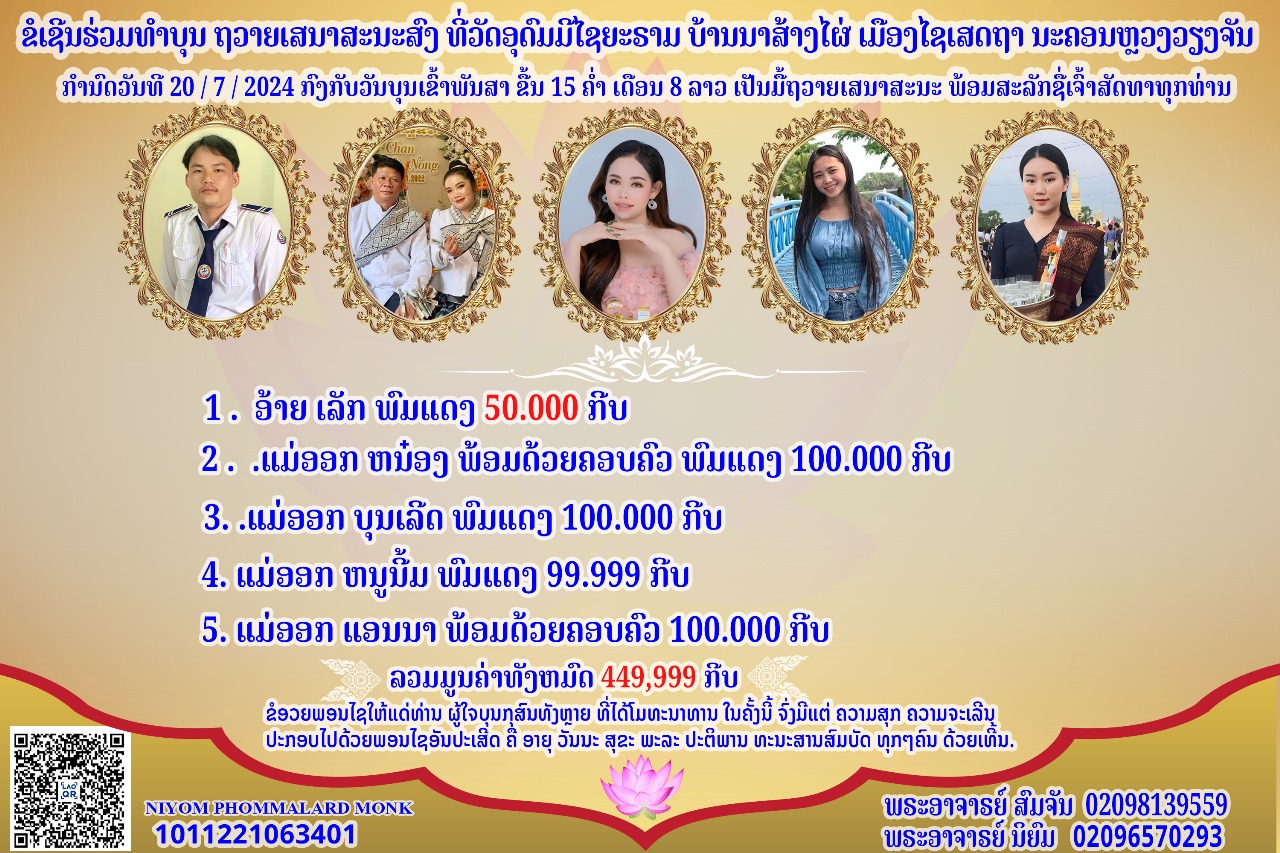 ຂໍເຊີນຮ່ວມທຳບຸນ ຖວາຍເສນາສະນະສົງ ທີ່ວັດອຸດົມມີໄຊຍະຣາມ ບ້ານນາສ້າງໄຜ່ ເມືອງໄຊເສດຖາ ນະຄອນຫຼວງວຽງຈັນ
ກຳນົດວັນທີ 20 / 7 / 2024 ກົງກັບວັນບຸນເຂົ້າພັນສາ ຂຶ້ນ 15 ຄ່ຳ ເດືອນ 8 ລາວ ເປັນມື້ຖວາຍເສນາສະນະ ພ້ອມສະລັກຊື່ເຈົ້າສັດທາທຸກທ່ານ
Chan
Nong
.2022
1 . ອ້າຍ ເລັກ ພົມແດງ 50.000 ກີບ
2 . .ແມ່ອອກ ຫນ໋ອງ ພ້ອມດ້ວຍຄອບຄົວ ພົມແດງ 100.000 ກີບ
3. .ແມ່ອອກ ບຸນເລີດ ພົມແດງ 100.000 ກີບ
4. ແມ່ອອກ ຫນູນີ້ມ ພົມແດງ 99.999 ກີບ
5. ແມ່ອອກ ແອນນາ ພ້ອມດ້ວຍຄອບຄົວ 100.000 ກີບ
ລວມມູນຄ່າທັງຫມົດ 449,999 ກີບ
ຂໍອວຍພອນໄຊໃຫ້ແດ່ທ່ານ ຜູ້ໃຈບຸນກຸສົນທັງຫຼາຍ ທີ່ໄດ້ໂມທະນາທານ ໃນຄັ້ງນີ້ ຈົ່ງມີແຕ່ ຄວາມສຸກ ຄວາມຈະເລີນ
ປະກອບໄປດ້ວຍພອນໄຊອັນປະເສີດ ຄື ອາຍຸ ວັນນະ ສຸຂະ ພະລະ ປະຕິພານ ທະນະສານສົມບັດ ທຸກໆຄົນ ດ້ວຍເທີ້ນ.
LAO QR
NIYOM PHOMMALARD MONK
1011221063401
ພຣະອາຈາຣຍ໌ ສົມຈັນ 02098139559
ພຣະອາຈາຣຍ໌ ນິຍົມ 02096570293